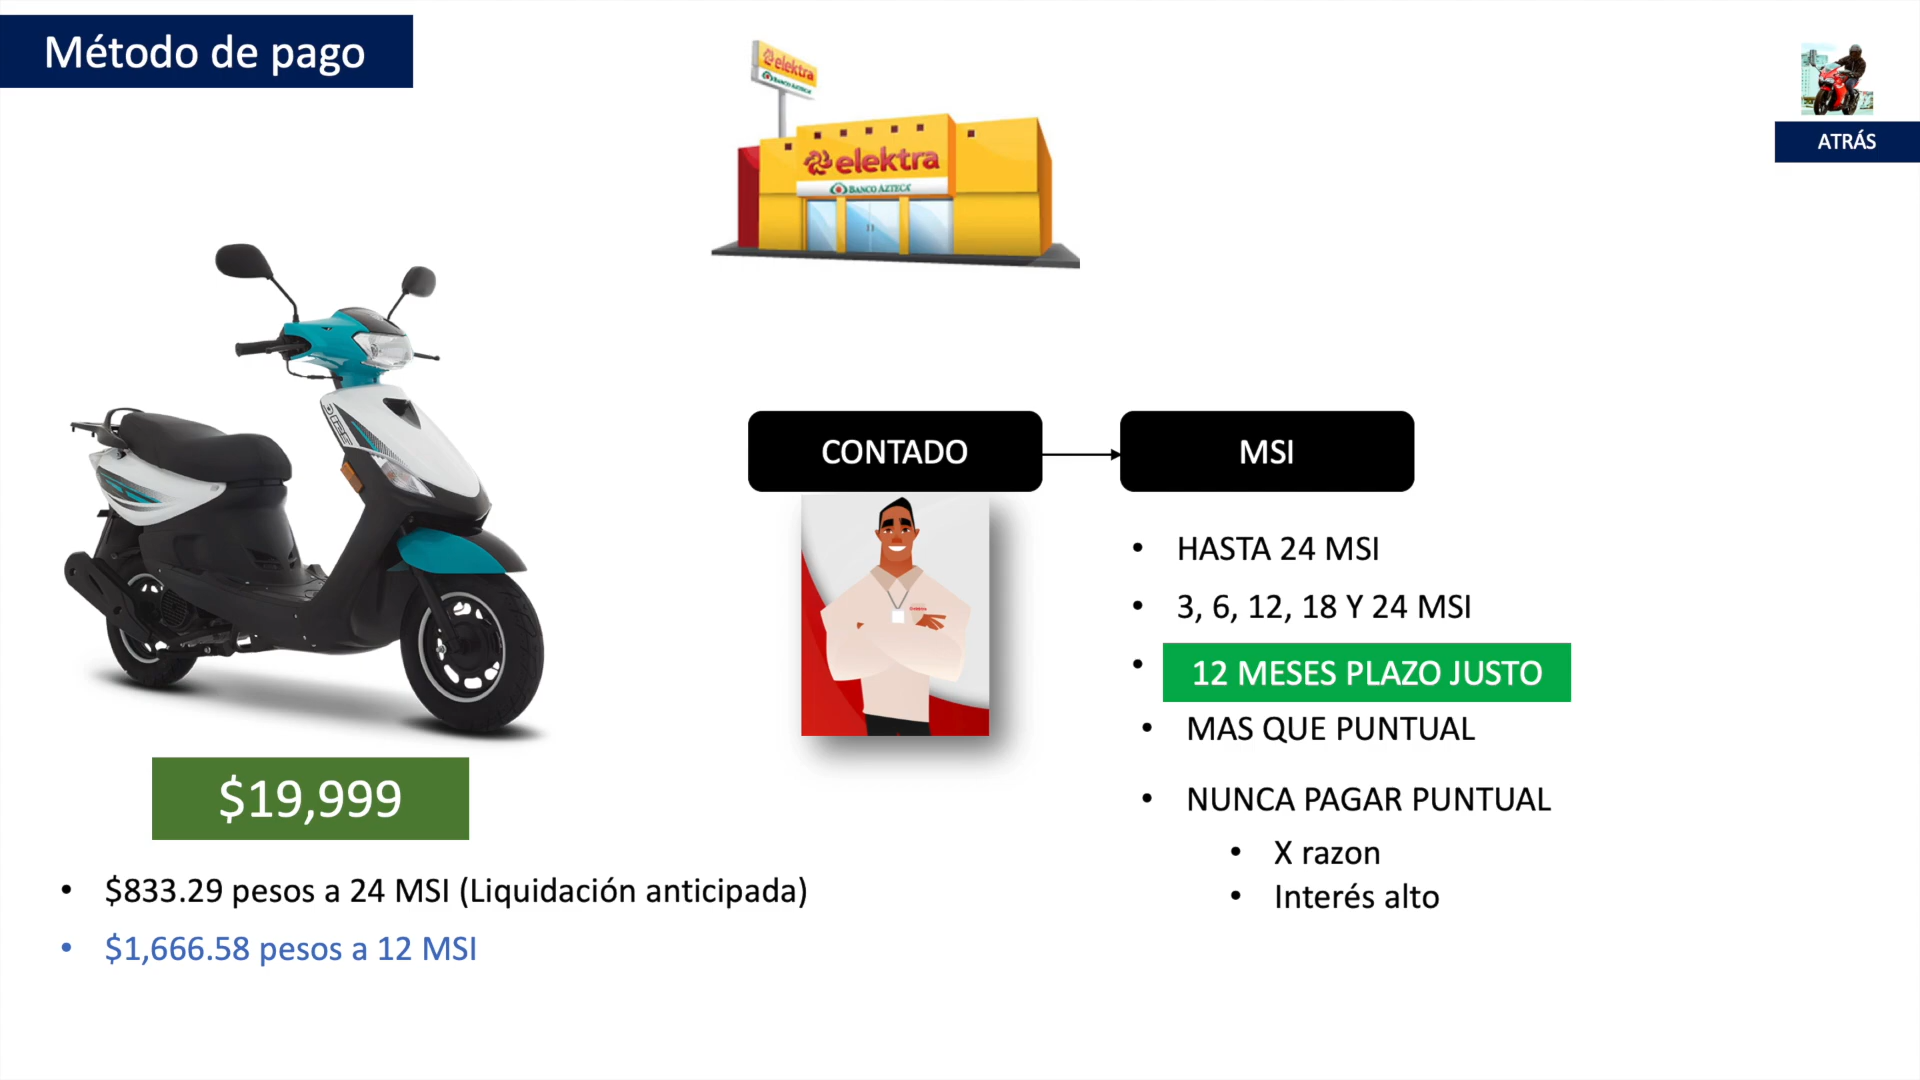 Método de pago
elektra
BANCO AZTECA
elektra
BANCO AZTECA
ATRÁS
CONTADO
MSI
• HASTA 24 MSI
• 3, 6, 12, 18 Y 24 MSI
• 12 MESES PLAZO JUSTO
• MAS QUE PUNTUAL
• NUNCA PAGAR PUNTUAL
• X razon
• Interés alto
$19,999
• $833.29 pesos a 24 MSI (Liquidación anticipada)
• $1,666.58 pesos a 12 MSI